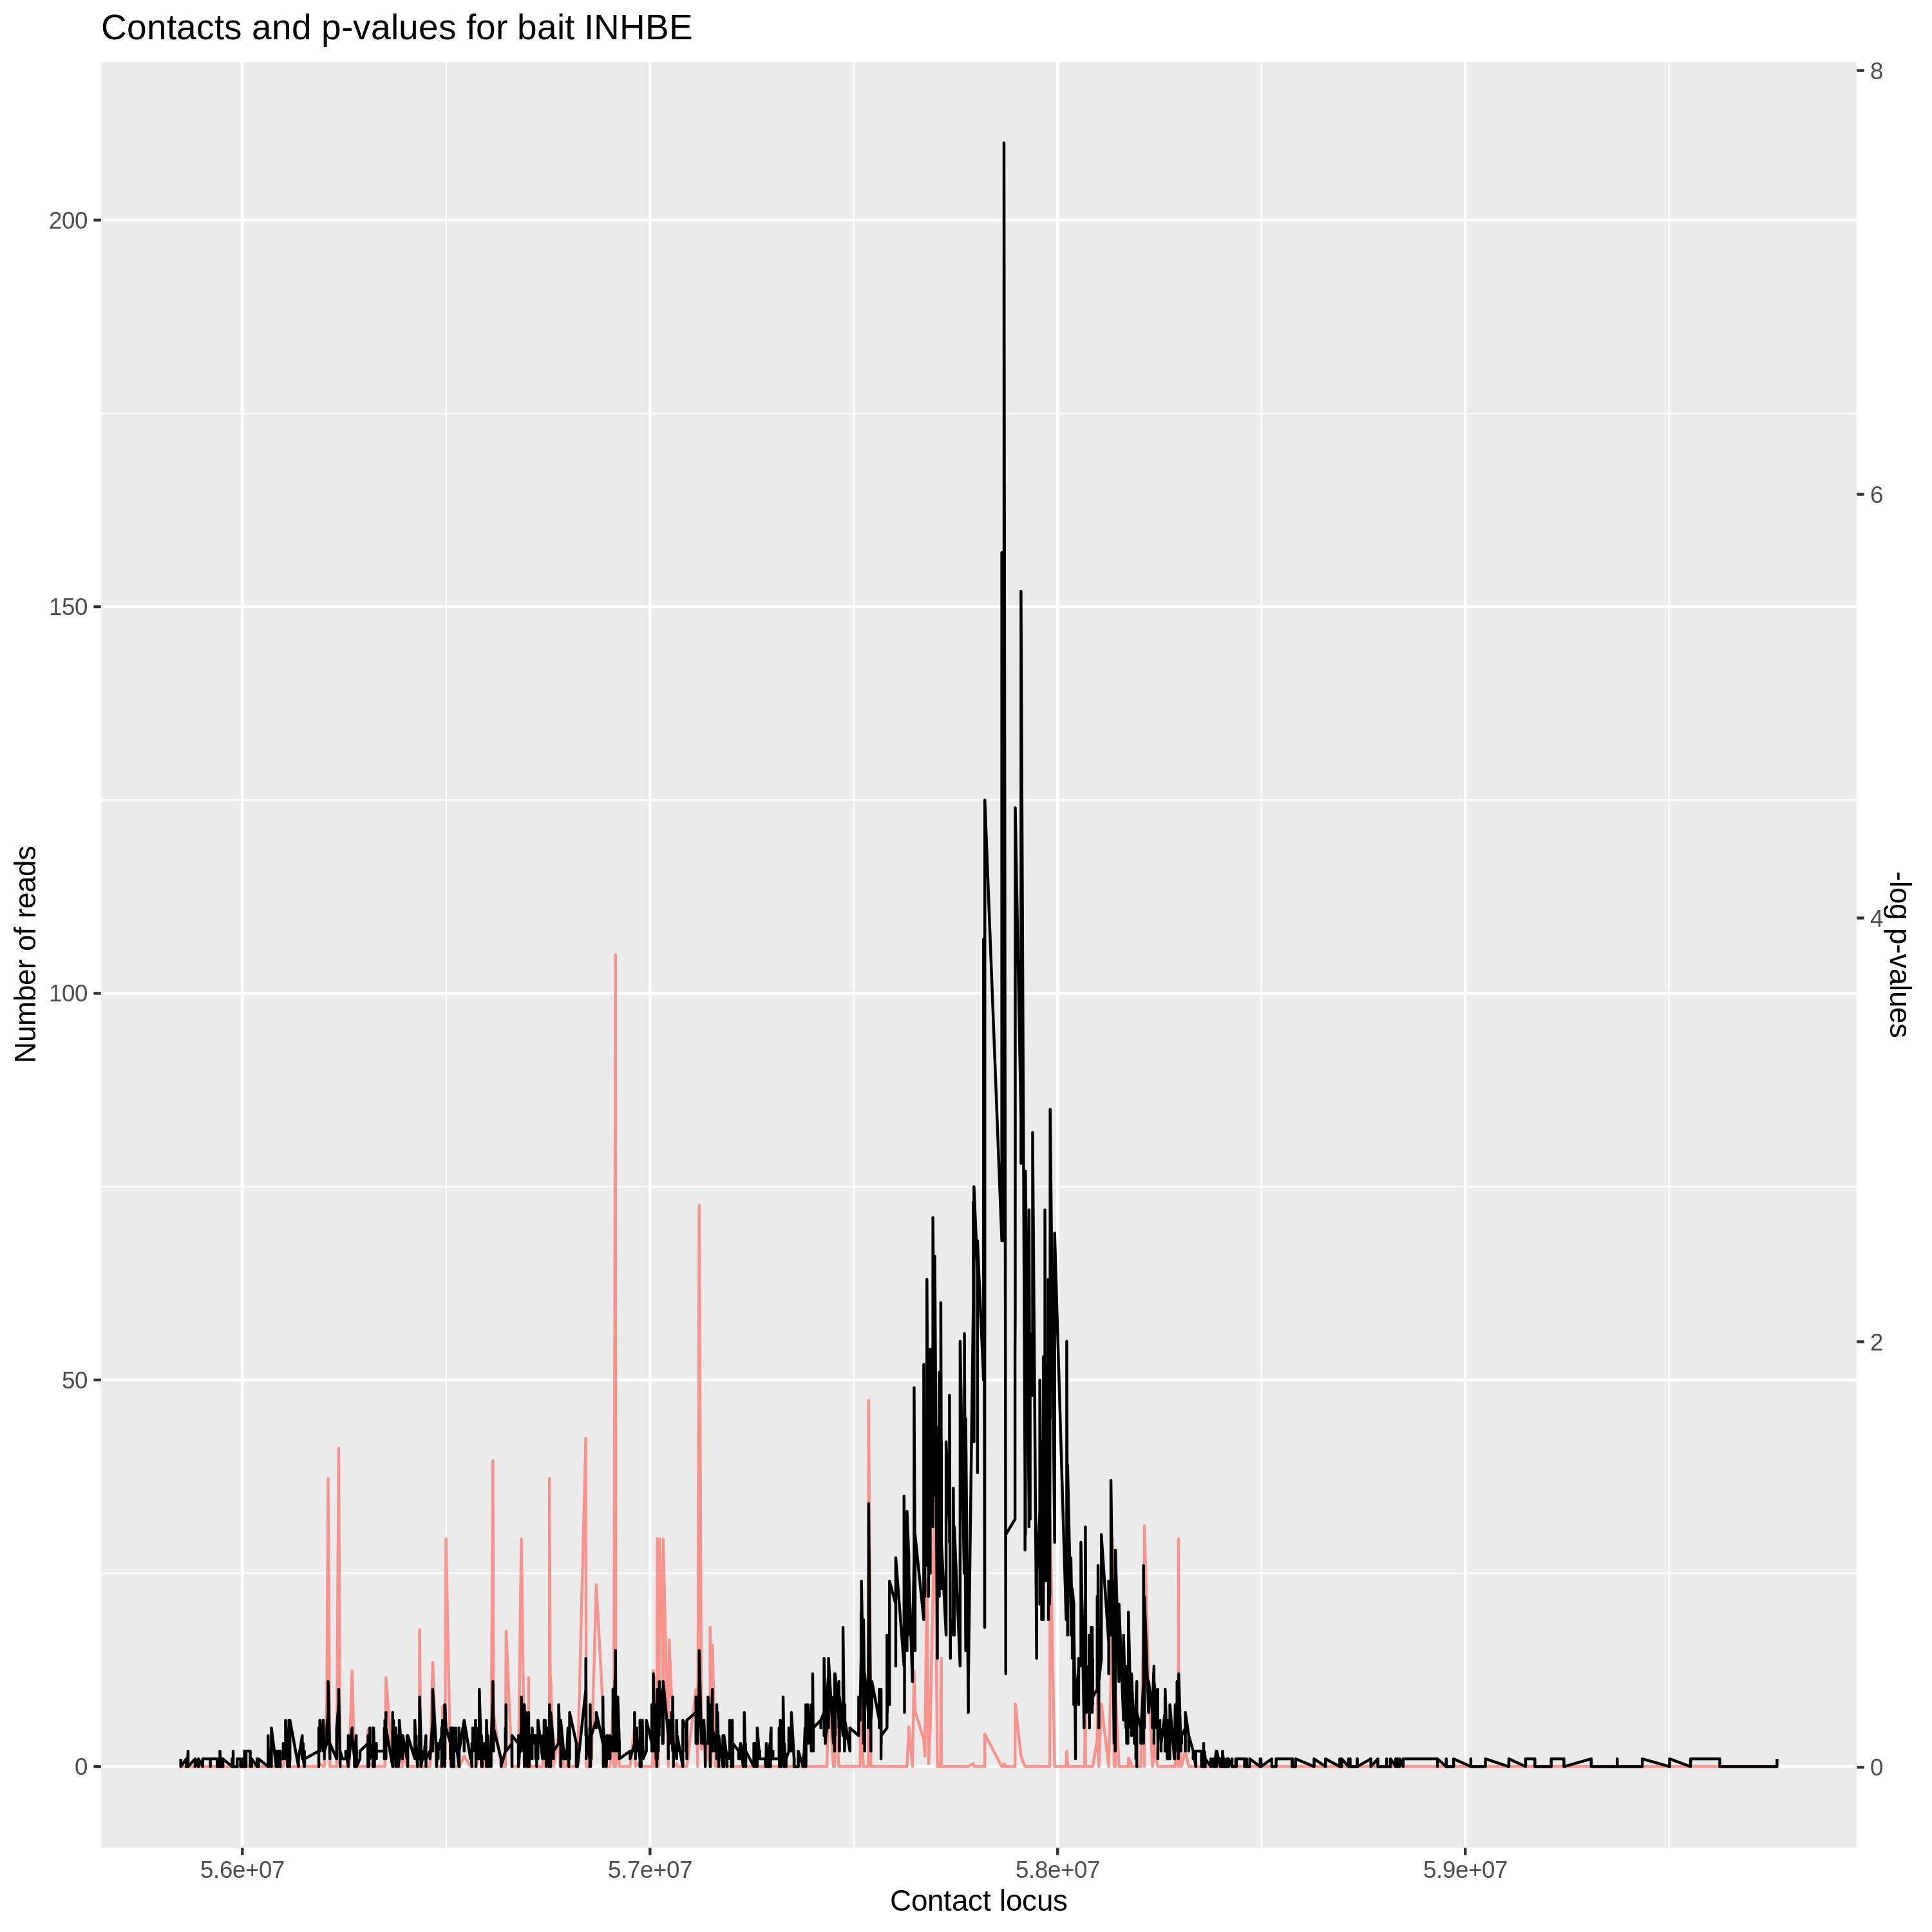 Contacts and p-values for bait INHBE
200
150
100
50
0
Number of reads
8
6
4
2
0
-log p-values
5.6e+07 5.7e+07 5.8e+07 5.9e+07
Contact locus